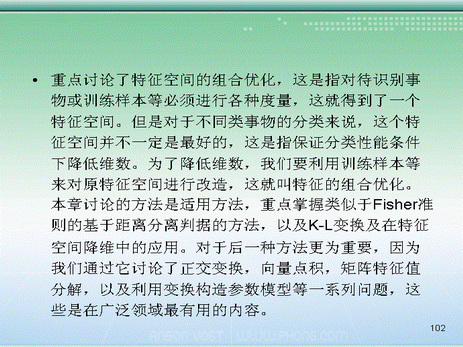 • 重点讨论了特征空间的组合优化，这是指对待识别事
物或训练样本等必须进行各种度量，这就得到了一个
特征空间。但是对于不同类事物的分类来说，这个特
征空间并不一定是最好的，这是指保证分类性能条件
下降低维数。为了降低维数，我们要利用训练样本等
来对原特征空间进行改造，这就叫特征的组合优化。
本章讨论的方法是适用方法，重点掌握类似于Fisher准
则的基于距离分离判据的方法，以及K-L变换及在特征
空间降维中的应用。对于后一种方法更为重要，因为
我们通过它讨论了正交变换，向量点积，矩阵特征值
分解，以及利用变换构造参数模型等一系列问题，这
些是在广泛领域最有用的内容。
102